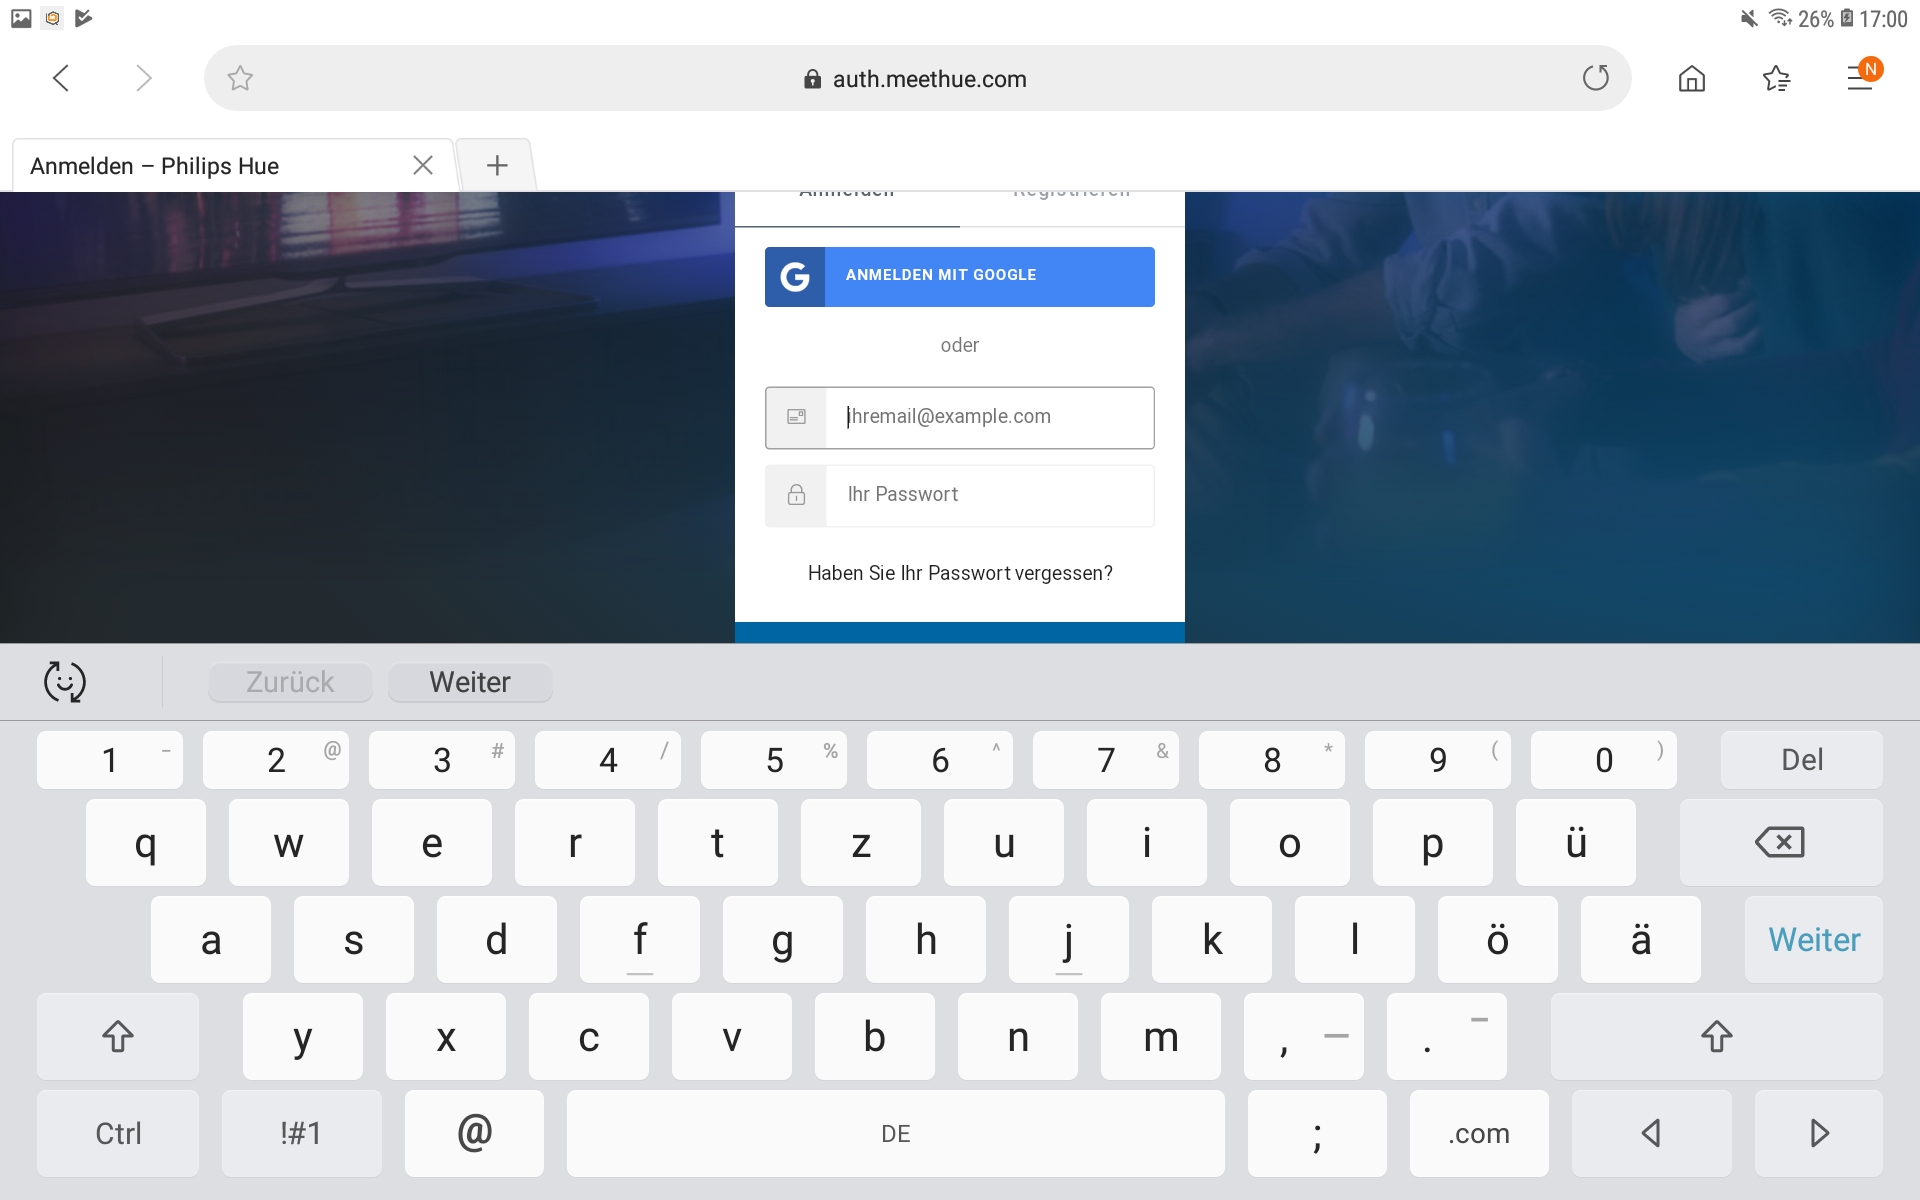 26% 17:00
auth.meethue.com
N
Anmelden – Philips Hue
Anmelden Registrieren
G ANMELDEN MIT GOOGLE
oder
ihremail@example.com
Ihr Passwort
Haben Sie Ihr Passwort vergessen?
Zurück Weiter
1 - 2 @ 3 # 4 / 5 % 6 ^ 7 & 8 * 9 ( 0 ) Del
q w e r t z u i o p ü
a s d f g h j k l ö ä Weiter
y x c v b n m , — . -
Ctrl !#1 @ DE ; .com